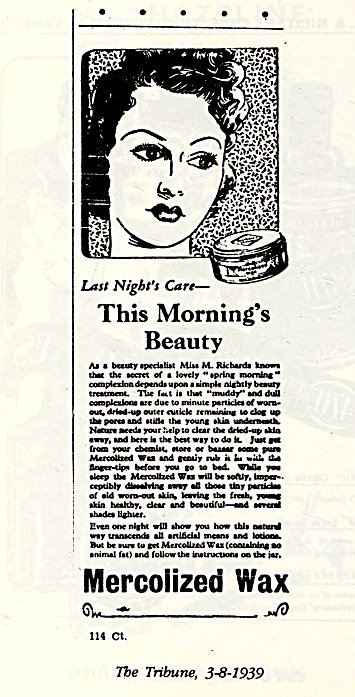 Last Night's Care—
This Morning's
Beauty
As a beauty specialist Miss M. Richards knows
that the secret of a lovely "spring morning"
complexion depends upon a simple nightly beauty
treatment. The fact is that "muddy" and dull
complexions are due to minute particles of worn-
out, dried-up outer cuticle remaining to clog up
the pores and stifle the young skin underneath.
Nature needs your help to clear the dried-up skin
away, and here is the best way to do it. Just get
from your chemist, store or bazaar some pure
Mercolized Wax and gently rub it in with the
finger-tips before you go to bed. While you
sleep the Mercolized Wax will be softly, imper-
ceptibly dissolving away all those tiny particles
of old worn-out skin, leaving the fresh, young
skin healthy, clear and beautiful—and several
shades lighter.
Even one night will show you how this natural
way transcends all artificial means and lotions.
But be sure to get Mercolized Wax (containing no
animal fat) and follow the instructions on the jar.
Mercolized Wax
114 Ct.
The Tribune, 3-8-1939